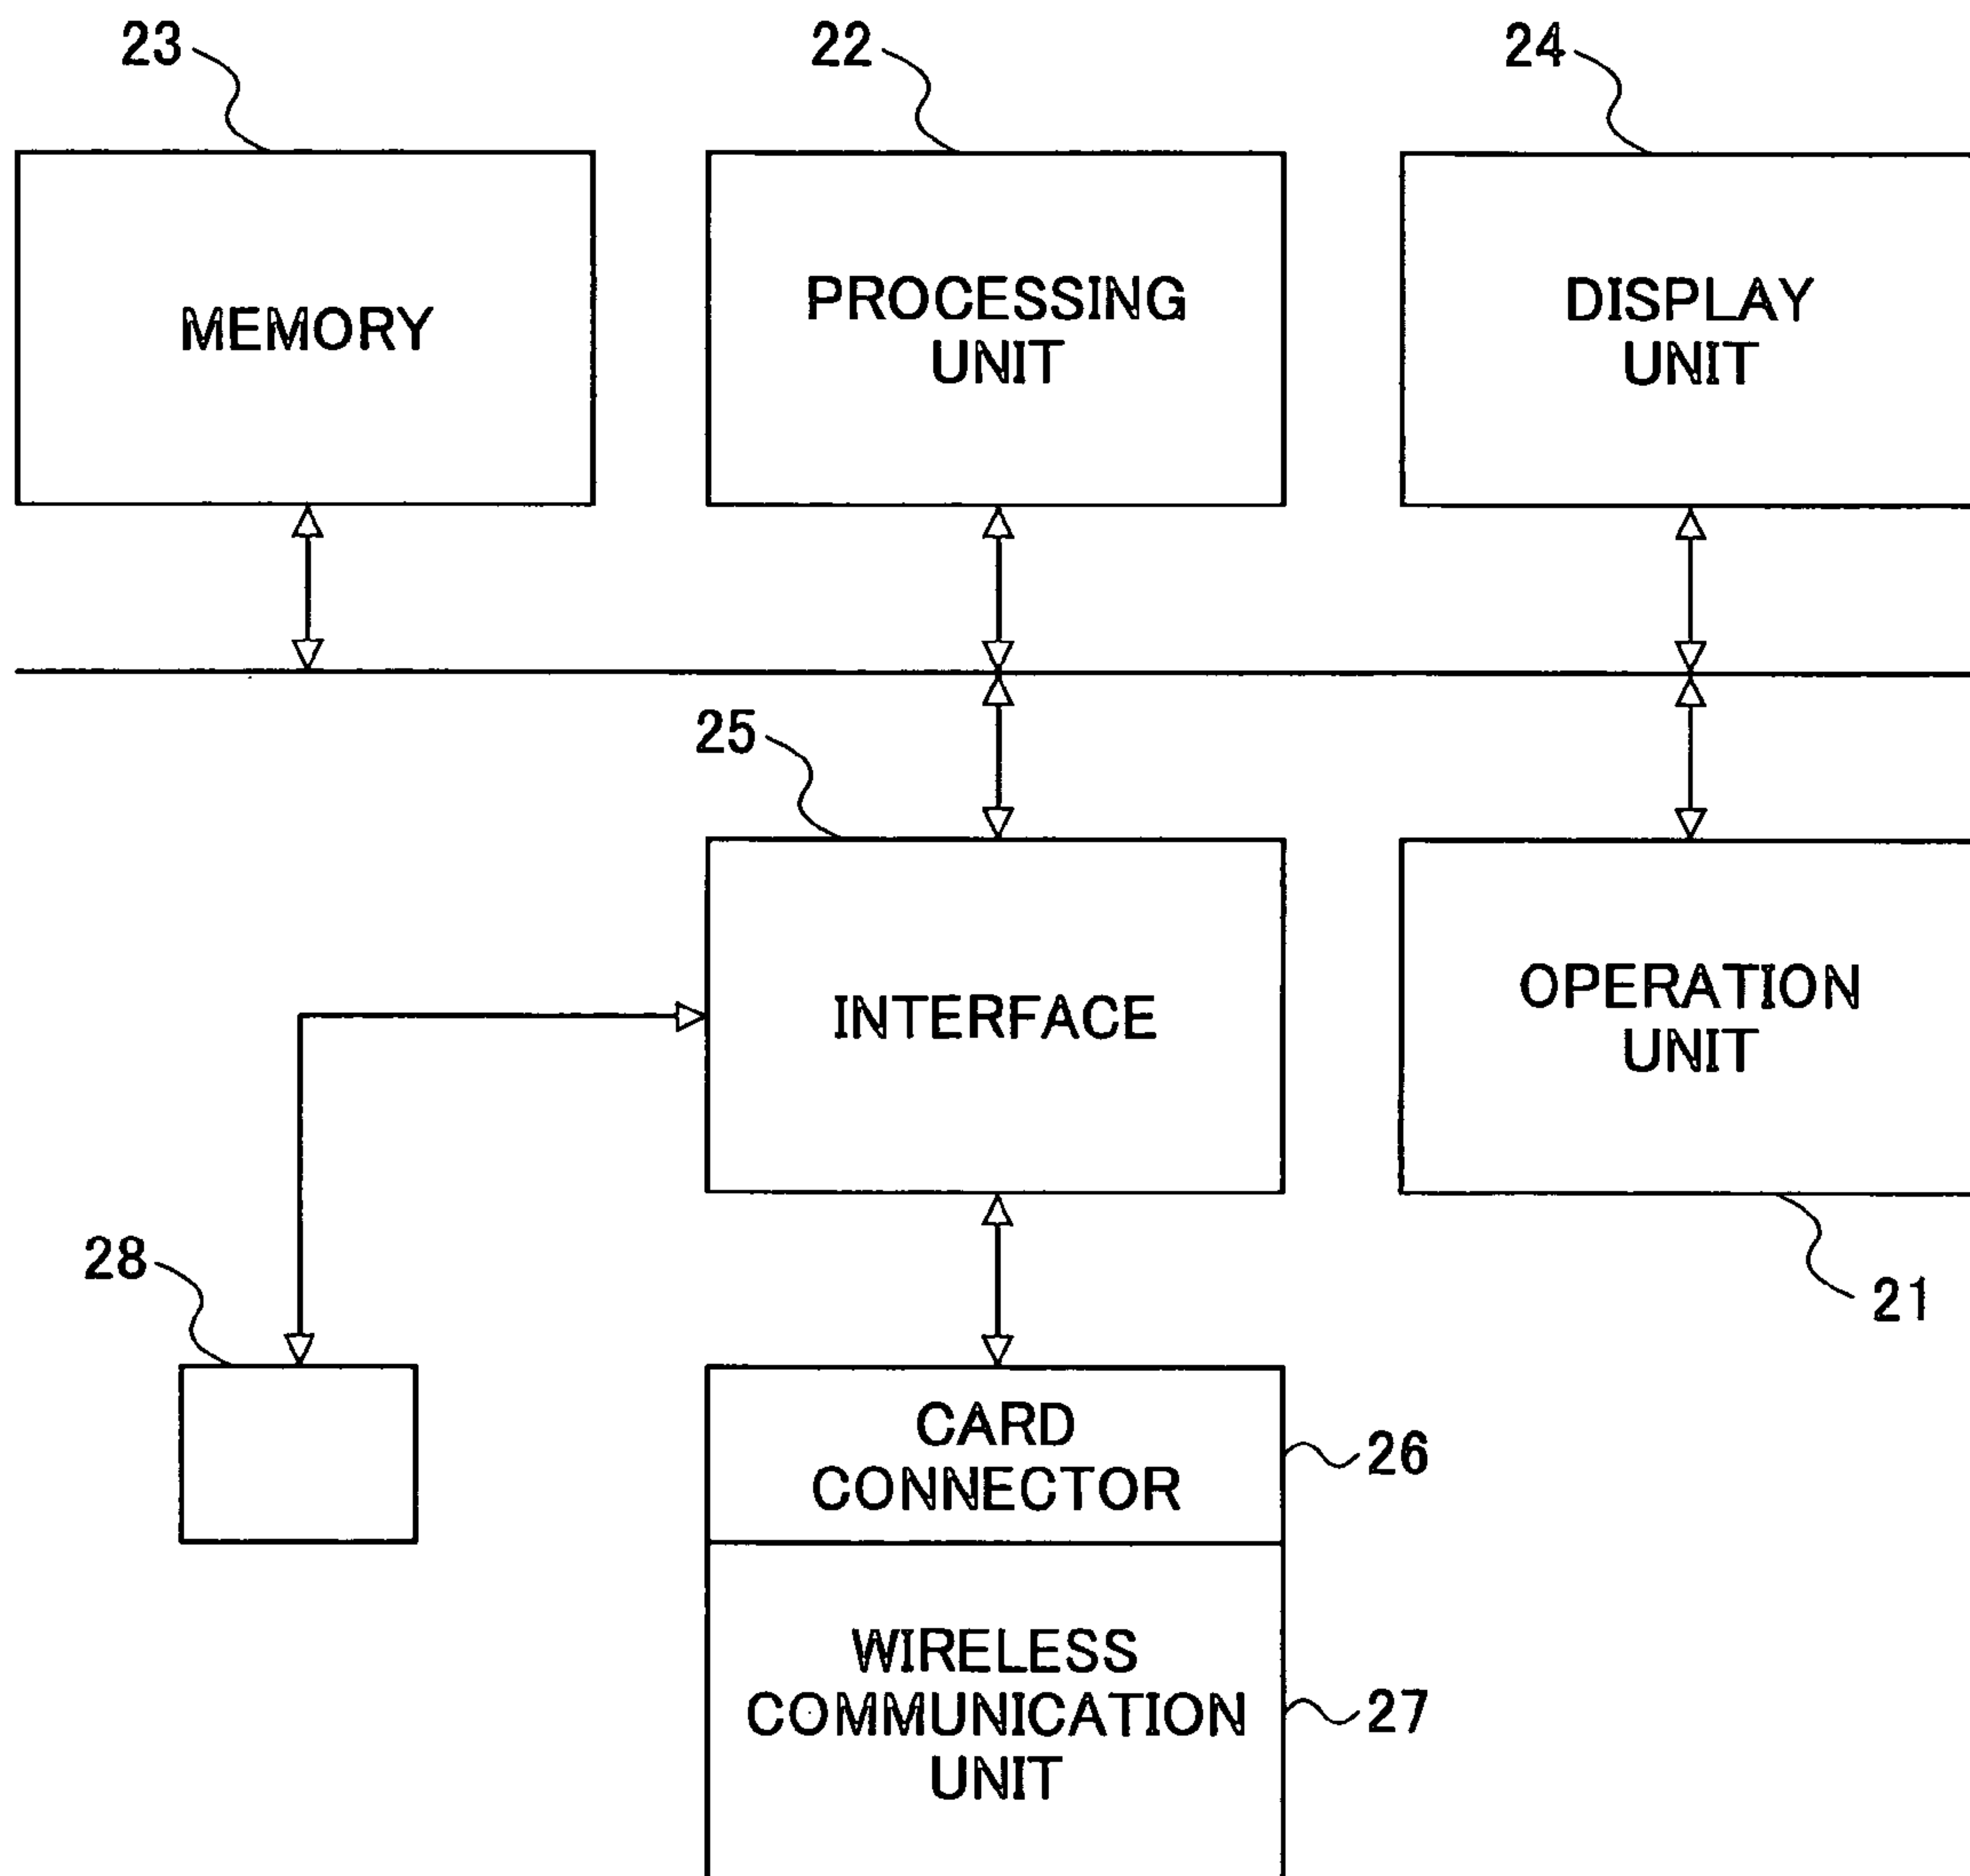 23
22
24
MEMORY
PROCESSING
UNIT
DISPLAY
UNIT
25
INTERFACE
OPERATION
UNIT
28
21
CARD
CONNECTOR
26
WIRELESS
COMMUNICATION
UNIT
27